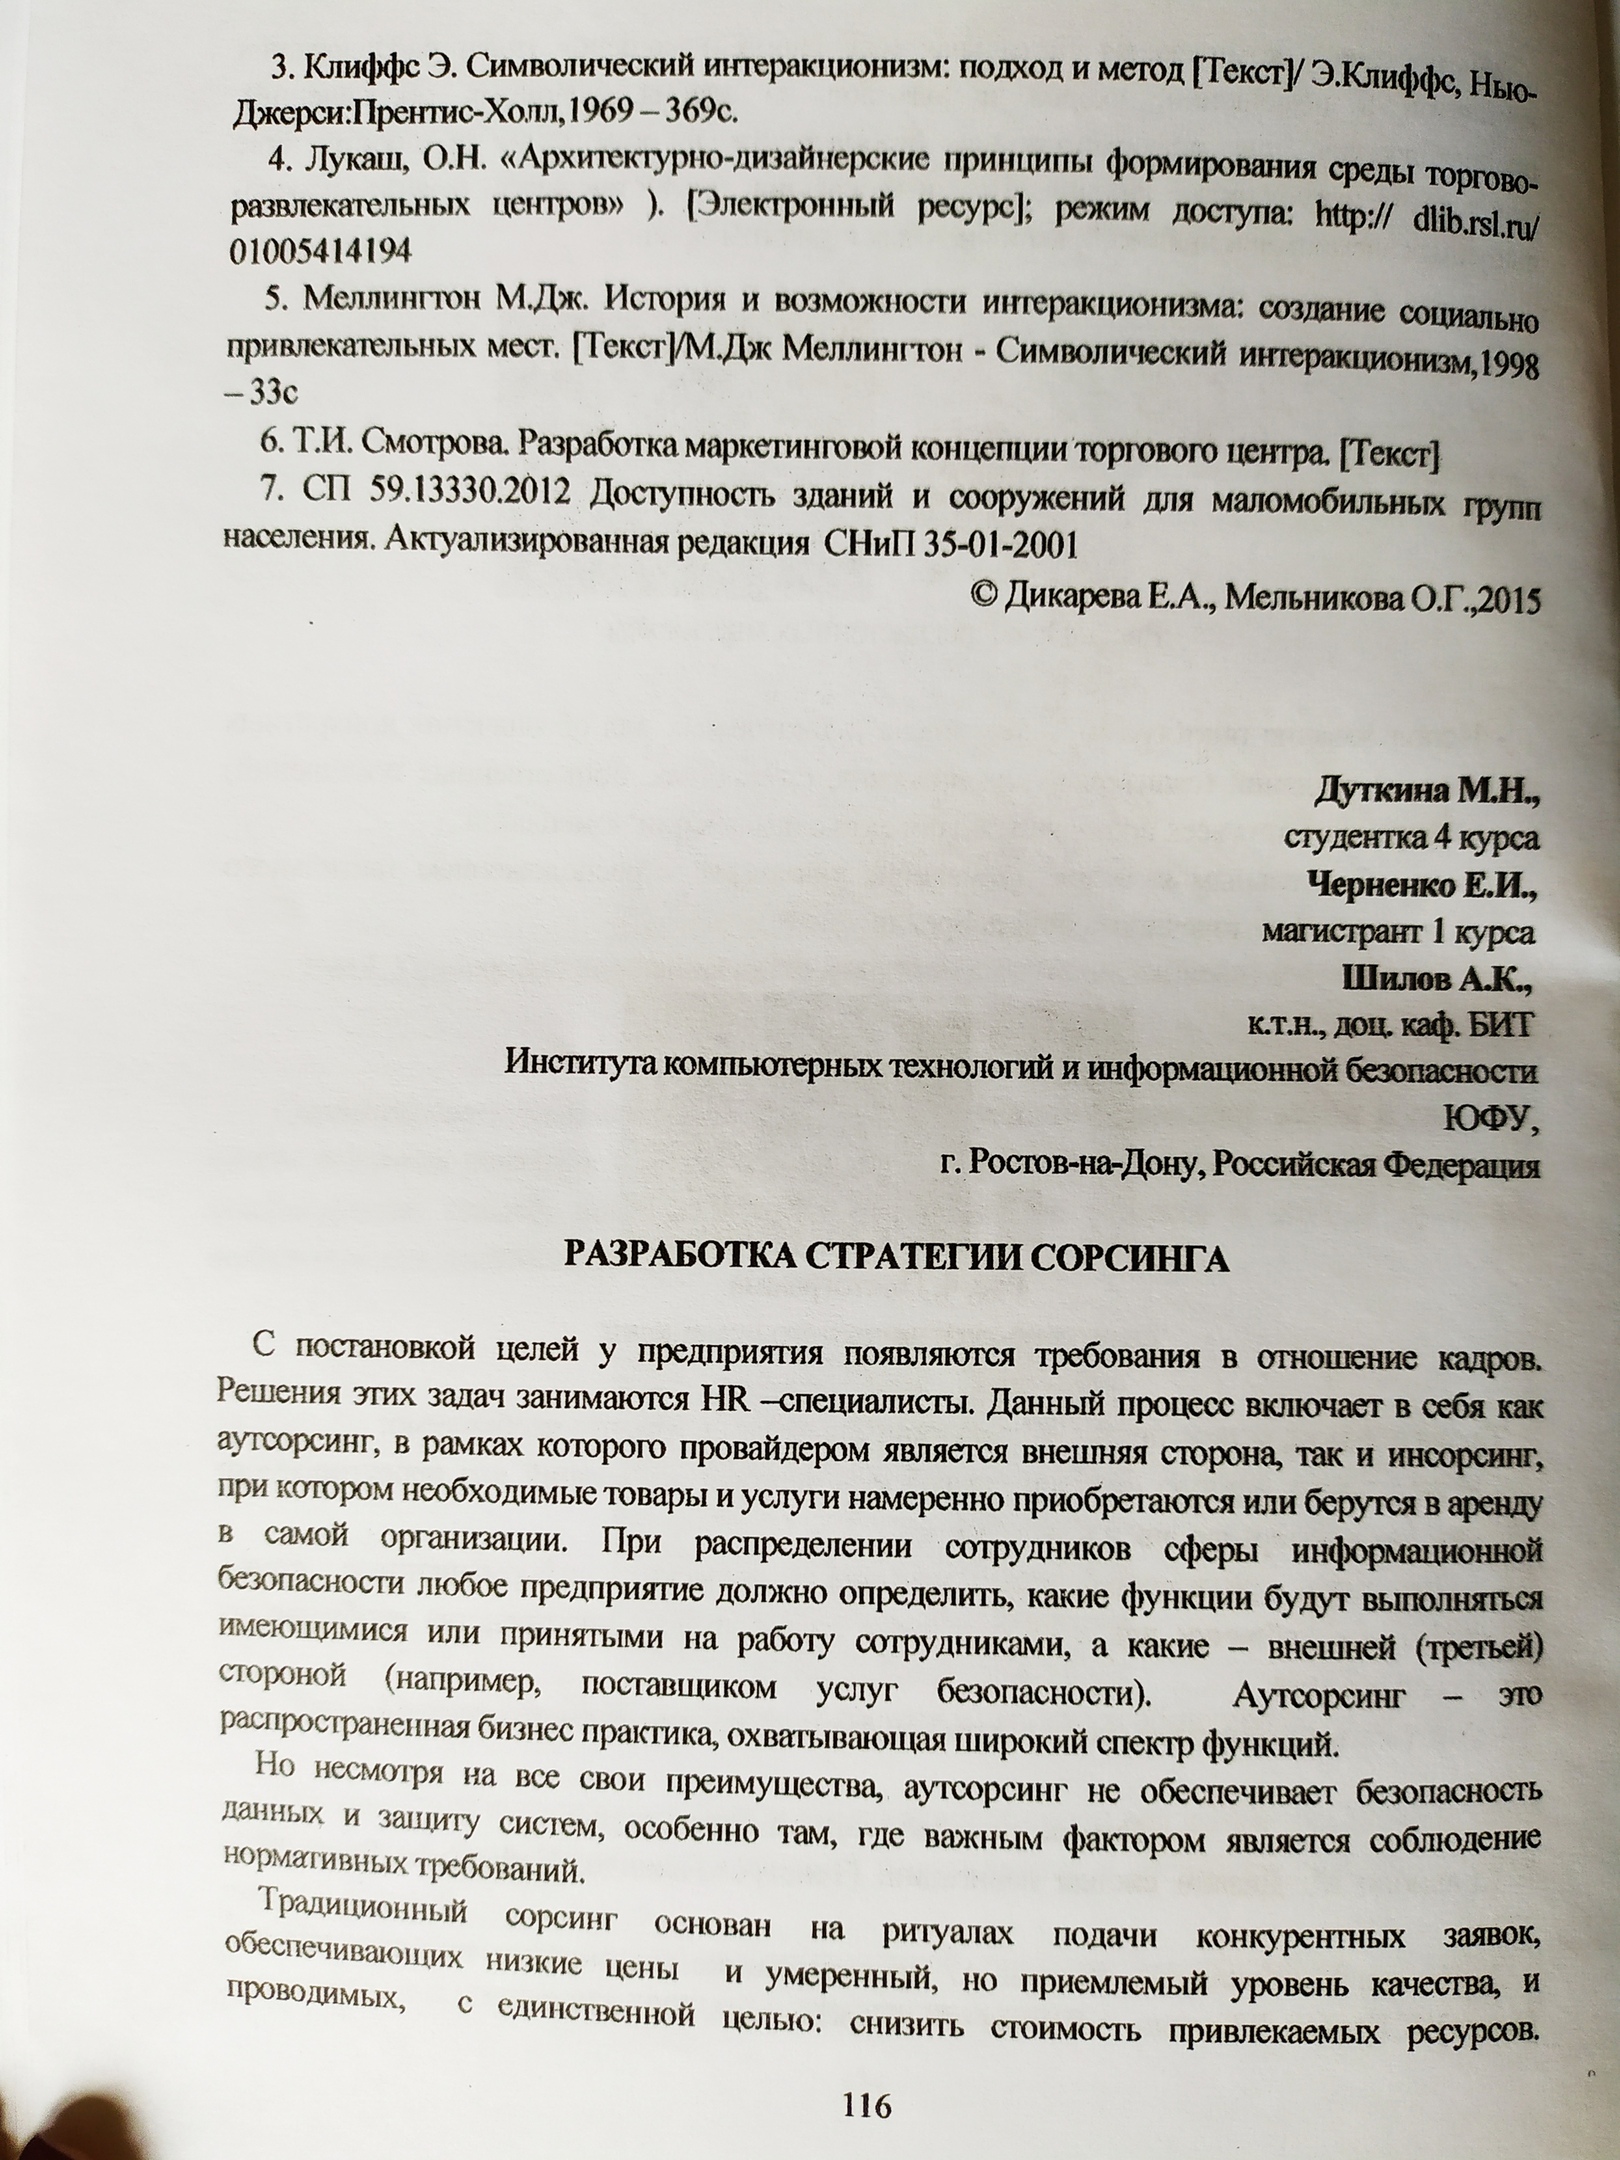 3. Клиффс Э. Символический интеракционизм: подход и метод [Текст]/ Э.Клиффс, Нью-
Джерси:Прентис-Холл,1969 – 369с.
4. Лукаш, О.Н. «Архитектурно-дизайнерские принципы формирования среды торгово-
развлекательных центров» ). [Электронный ресурс]; режим доступа: http:// dlib.rsl.ru/
01005414194
5. Меллингтон М.Дж. История и возможности интеракционизма: создание социально
привлекательных мест. [Текст]/М.Дж Меллингтон - Символический интеракционизм,1998
– 33с
6. Т.И. Смотрова. Разработка маркетинговой концепции торгового центра. [Текст]
7. СП 59.13330.2012 Доступность зданий и сооружений для маломобильных групп
населения. Актуализированная редакция СНиП 35-01-2001
© Дикарева Е.А., Мельникова О.Г.,2015
Дуткина М.Н.,
студентка 4 курса
Черненко Е.И.,
магистрант 1 курса
Шилов А.К.,
к.т.н., доц. каф. БИТ
Института компьютерных технологий и информационной безопасности
ЮФУ,
г. Ростов-на-Дону, Российская Федерация
РАЗРАБОТКА СТРАТЕГИИ СОРСИНГА
С постановкой целей у предприятия появляются требования в отношение кадров.
Решения этих задач занимаются HR –специалисты. Данный процесс включает в себя как
аутсорсинг, в рамках которого провайдером является внешняя сторона, так и инсорсинг,
при котором необходимые товары и услуги намеренно приобретаются или берутся в аренду
в самой организации. При распределении сотрудников сферы информационной
безопасности любое предприятие должно определить, какие функции будут выполняться
имеющимися или принятыми на работу сотрудниками, а какие – внешней (третьей)
стороной (например, поставщиком услуг безопасности). Аутсорсинг – это
распространенная бизнес практика, охватывающая широкий спектр функций.
Но несмотря на все свои преимущества, аутсорсинг не обеспечивает безопасность
данных и защиту систем, особенно там, где важным фактором является соблюдение
нормативных требований.
Традиционный сорсинг основан на ритуалах подачи конкурентных заявок,
обеспечивающих низкие цены и умеренный, но приемлемый уровень качества, и
проводимых, с единственной целью: снизить стоимость привлекаемых ресурсов.
116